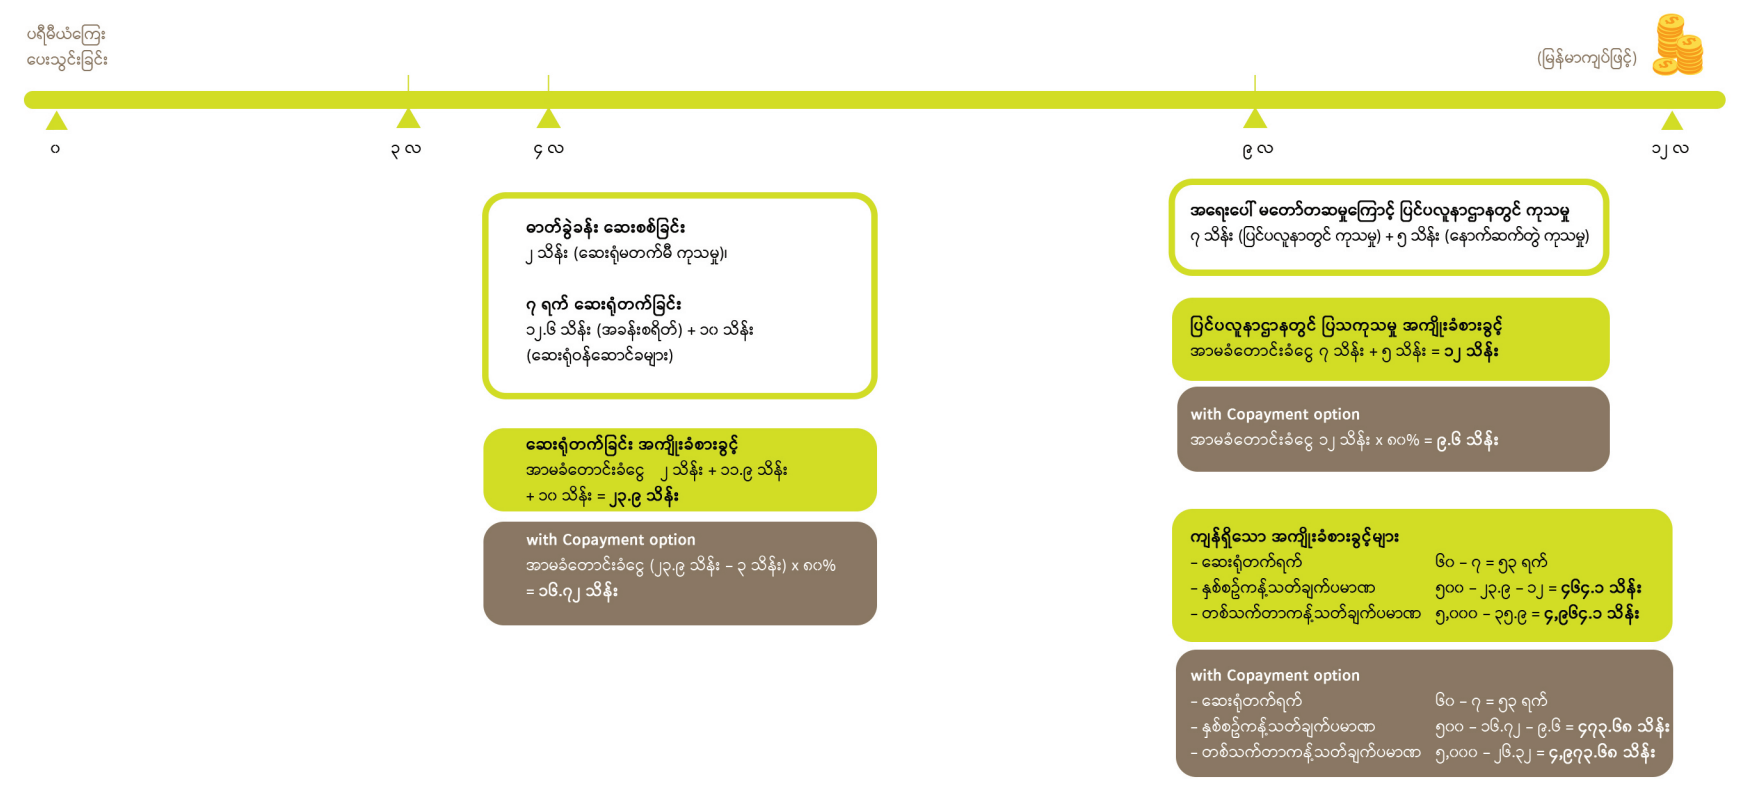 ပရီမီယံကြေး
ပေးသွင်းခြင်း
(မြန်မာကျပ်ဖြင့်)
၀
၃ လ
၄ လ
၉ လ
၁၂ လ
ဓာတ်ခွဲခန်း ဆေးစစ်ခြင်း
၂ သိန်း (ဆေးရုံမတက်မီ ကုသမှု)၊
၇ ရက် ဆေးရုံတက်ခြင်း
၁၂.၆ သိန်း (အခန်းစရိတ်) + ၁၀ သိန်း
(ဆေးရုံဝန်ဆောင်ခများ)
ဆေးရုံတက်ခြင်း အကျိုးခံစားခွင့်
အာမခံတောင်းခံငွေ ၂ သိန်း + ၁၁.၉ သိန်း
+ ၁၀ သိန်း = ၂၃.၉ သိန်း
with Copayment option
အာမခံတောင်းခံငွေ (၂၃.၉ သိန်း – ၃ သိန်း) x ၈၀%
= ၁၆.၇၂ သိန်း
အရေးပေါ် မတော်တဆမှုကြောင့် ပြင်ပလူနာဌာနတွင် ကုသမှု
၇ သိန်း (ပြင်ပလူနာတွင် ကုသမှု) + ၅ သိန်း (နောက်ဆက်တွဲ ကုသမှု)
ပြင်ပလူနာဌာနတွင် ပြသကုသမှု အကျိုးခံစားခွင့်
အာမခံတောင်းခံငွေ ၇ သိန်း + ၅ သိန်း = ၁၂ သိန်း
with Copayment option
အာမခံတောင်းခံငွေ ၁၂ သိန်း x ၈၀% = ၉.၆ သိန်း
ကျန်ရှိသော အကျိုးခံစားခွင့်များ
– ဆေးရုံတက်ရက် ၆၀ – ၇ = ၅၃ ရက်
– နှစ်စဉ်ကန့်သတ်ချက်ပမာဏ ၅၀၀ – ၂၃.၉ – ၁၂ = ၄၆၄.၁ သိန်း
– တစ်သက်တာကန့်သတ်ချက်ပမာဏ ၅,၀၀၀ – ၃၅.၉ = ၄,၉၆၄.၁ သိန်း
with Copayment option
– ဆေးရုံတက်ရက် ၆၀ – ၇ = ၅၃ ရက်
– နှစ်စဉ်ကန့်သတ်ချက်ပမာဏ ၅၀၀ – ၁၆.၇၂ – ၉.၆ = ၄၇၃.၆၈ သိန်း
– တစ်သက်တာကန့်သတ်ချက်ပမာဏ ၅,၀၀၀ – ၂၆.၃၂ = ၄,၉၇၃.၆၈ သိန်း